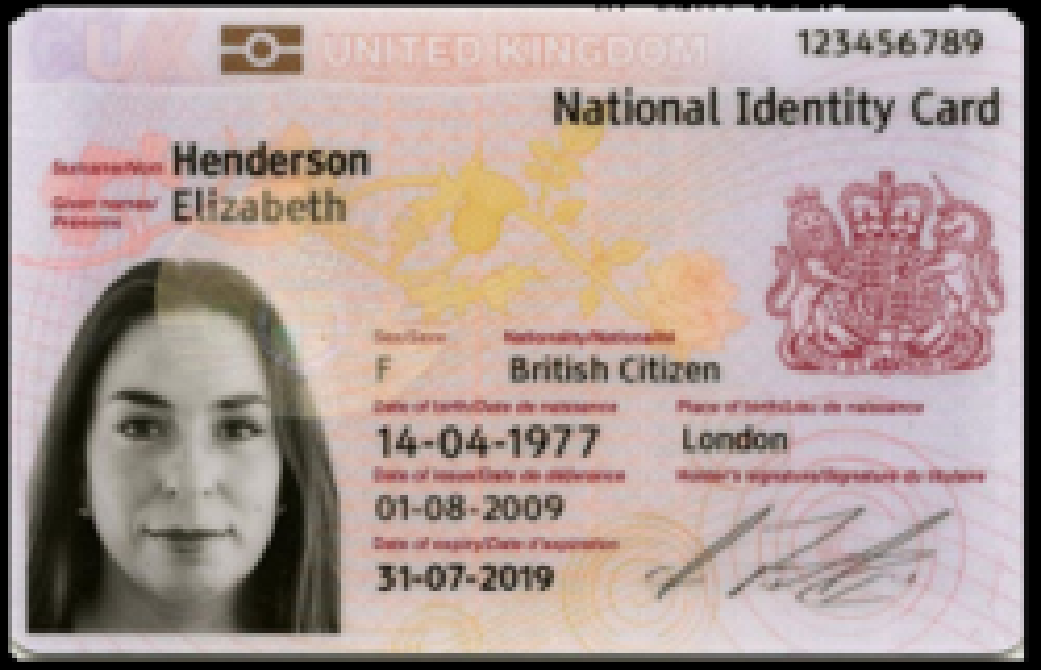 UK UNITED KINGDOM 123456789
National Identity Card
Surname/Nom Henderson
Given names/ Prénoms Elizabeth
Sex/Sexe Nationality/Nationalité
F British Citizen
Date of birth/Date de naissance Place of birth/Lieu de naissance
14-04-1977 London
Date of issue/Date de délivrance Holder's signature/Signature du titulaire
01-08-2009
Date of expiry/Date d'expiration
31-07-2019